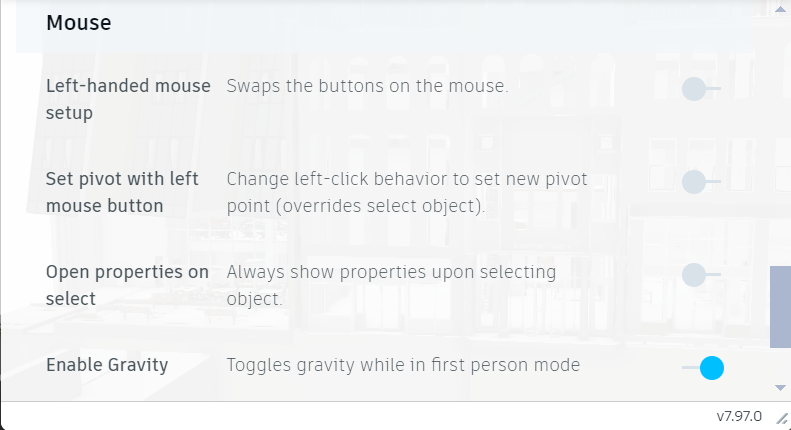 Mouse
Left-handed mouse setup
Swaps the buttons on the mouse.
Set pivot with left mouse button
Change left-click behavior to set new pivot point (overrides select object).
Open properties on select
Always show properties upon selecting object.
Enable Gravity
Toggles gravity while in first person mode
v7.97.0